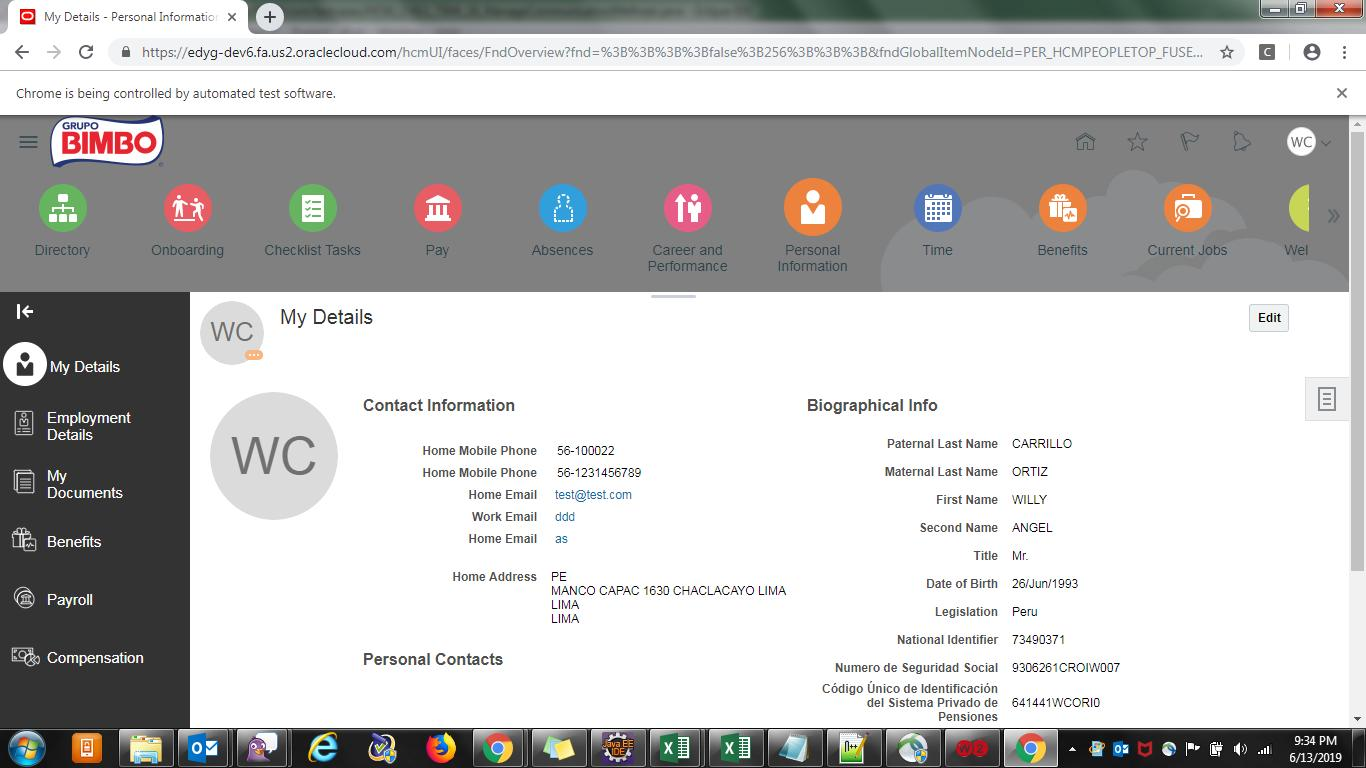 My Details - Personal Information
https://edyg-dev6.fa.us2.oraclecloud.com/hcmUI/faces/FndOverview?fnd=%3B%3B%3B%3Bfalse%3B256%3B%3B%3B&fndGlobalItemNodeId=PER_HCMPEOPLETOP_FUSE...
C
Chrome is being controlled by automated test software.
GRUPO
BIMBO
WC
Directory
Onboarding
Checklist Tasks
Pay
Absences
Career and
Performance
Personal
Information
Time
Benefits
Current Jobs
Wel
WC
My Details
Edit
My Details
Employment
Details
My
Documents
Benefits
Payroll
Compensation
WC
Contact Information
Home Mobile Phone 56-100022
Home Mobile Phone 56-1231456789
Home Email test@test.com
Work Email ddd
Home Email as
Home Address PE
MANCO CAPAC 1630 CHACLACAYO LIMA
LIMA
LIMA
Personal Contacts
Biographical Info
Paternal Last Name CARRILLO
Maternal Last Name ORTIZ
First Name WILLY
Second Name ANGEL
Title Mr.
Date of Birth 26/Jun/1993
Legislation Peru
National Identifier 73490371
Numero de Seguridad Social 9306261CROIW007
Código Único de Identificación
del Sistema Privado de 641441WCORI0
Pensiones
Java EE
IDE
9:34 PM
6/13/2019